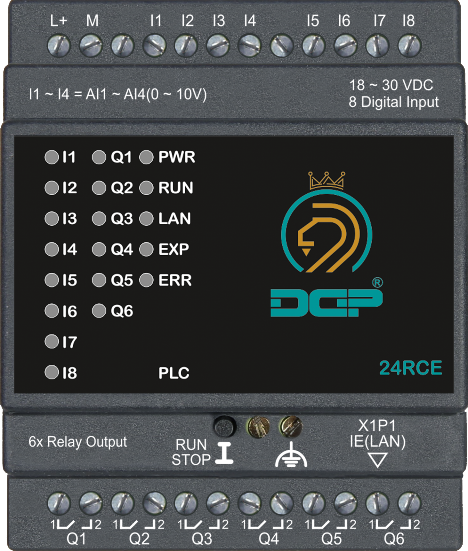 L+ M I1 I2 I3 I4 I5 I6 I7 I8
I1 ~ I4 = AI1 ~ AI4(0 ~ 10V)
18 ~ 30 VDC
8 Digital Input
I1 Q1 PWR
I2 Q2 RUN
I3 Q3 LAN
I4 Q4 EXP
I5 Q5 ERR
I6 Q6
I7
I8 PLC
DGP®
24RCE
6x Relay Output
RUN
STOP
X1P1
IE(LAN)
1 2 1 2 1 2 1 2 1 2 1 2
Q1 Q2 Q3 Q4 Q5 Q6